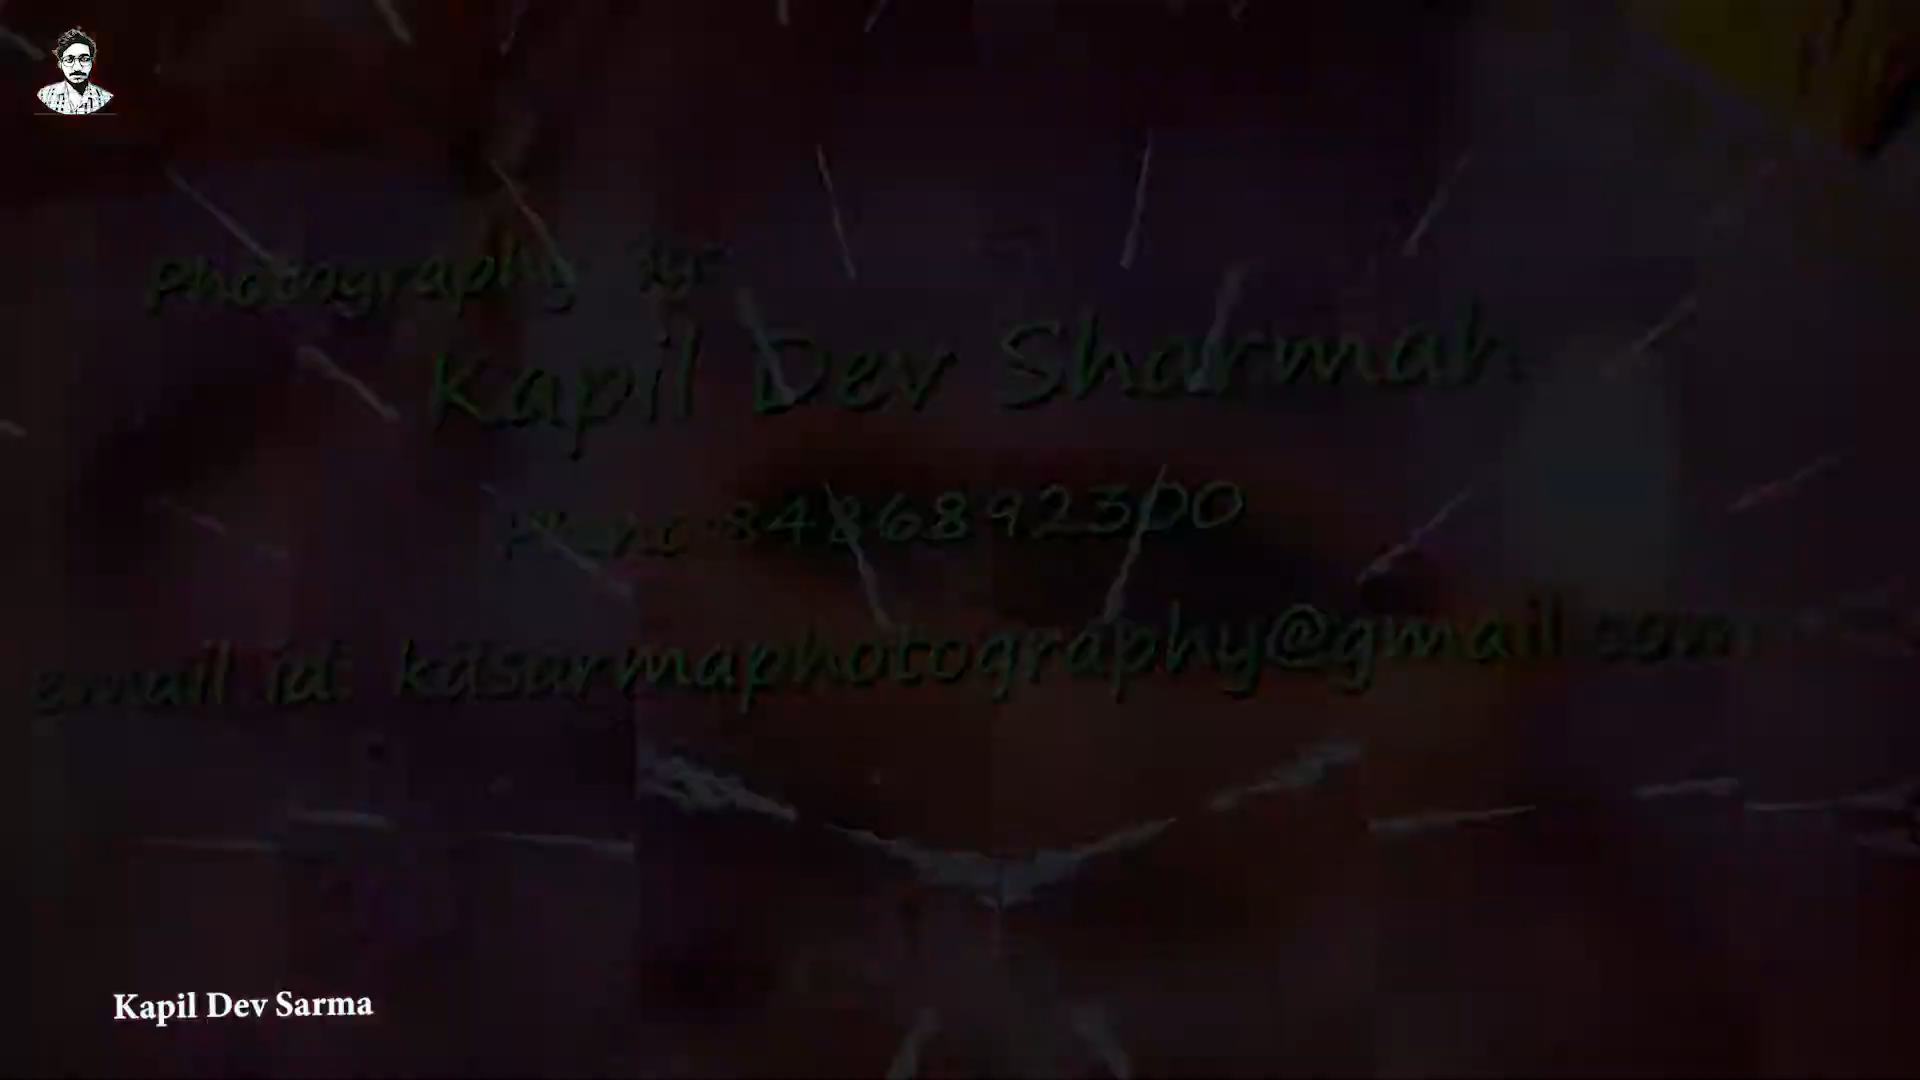 Photography by:
Kapil Dev Sharmah
Phone: 8486892300
email id: kdsarmaphotography@gmail.com
Kapil Dev Sarma